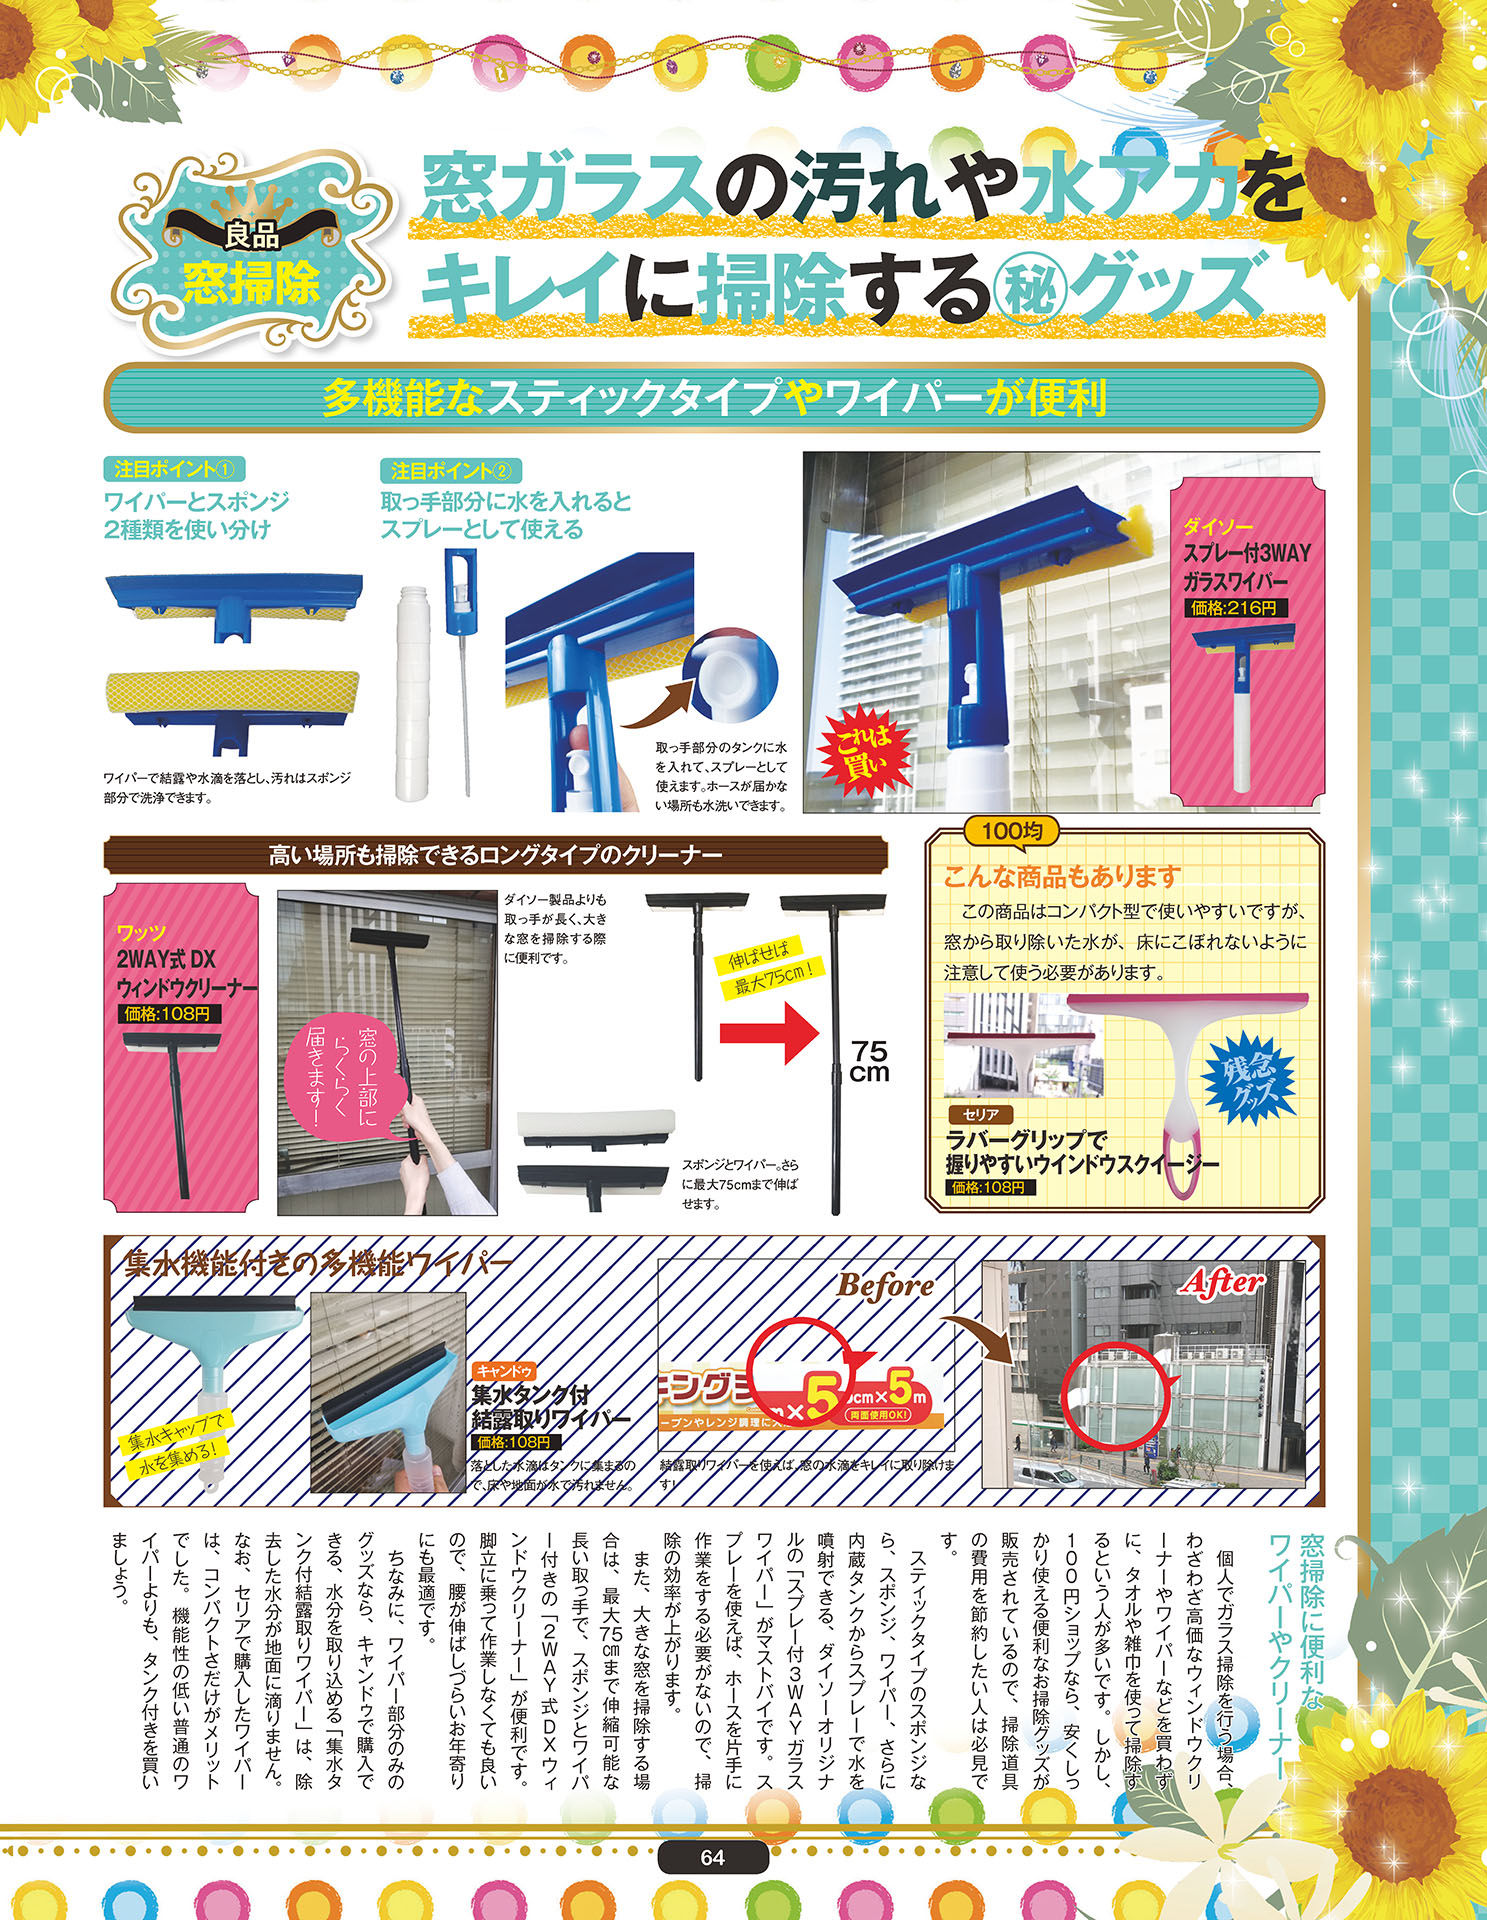 良品
窓掃除
窓ガラスの汚れや水アカを
キレイに掃除する㊙グッズ
多機能なスティックタイプやワイパーが便利
注目ポイント①
ワイパーとスポンジ
2種類を使い分け
ワイパーで結露や水滴を落とし、汚れはスポンジ
部分で洗浄できます。
注目ポイント②
取っ手部分に水を入れると
スプレーとして使える
取っ手部分のタンクに水
を入れて、スプレーとして
使えます。ホースが届かな
い場所も水洗いできます。
これは
買い
ダイソー
スプレー付3WAY
ガラスワイパー
価格:216円
高い場所も掃除できるロングタイプのクリーナー
ワッツ
2WAY式 DX
ウィンドウクリーナー
価格:108円
窓の上部に
らくらく
届きます!
ダイソー製品よりも
取っ手が長く、大き
な窓を掃除する際
に便利です。
伸ばせば
最大75cm!
75
cm
スポンジとワイパー。さら
に最大75cmまで伸ば
せます。
100均
こんな商品もあります
この商品はコンパクト型で使いやすいですが、
窓から取り除いた水が、床にこぼれないように
注意して使う必要があります。
残念
グッズ
セリア
ラバーグリップで
握りやすいウインドウスクイージー
価格:108円
集水機能付きの多機能ワイパー
集水キャップで
水を集める!
キャンドゥ
集水タンク付
結露取りワイパー
価格:108円
落とした水滴はタンクに集まるの
で、床や地面が水で汚れません。
Before
キングラ
m×5
cm×5m
両面使用OK!
ーブンやレンジ調理に大
結露取りワイパーを使えば、窓の水滴をキレイに取り除けま
す!
After
窓掃除に便利な
ワイパーやクリーナー
個人でガラス掃除を行う場合、
わざわざ高価なウィンドウクリ
ーナーやワイパーなどを買わず
に、タオルや雑巾を使って掃除す
るという人が多いです。しかし、
100円ショップなら、安くしっ
かり使える便利なお掃除グッズが
販売されているので、掃除道具
の費用を節約したい人は必見で
す。
スティックタイプのスポンジな
ら、スポンジ、ワイパー、さらに
内蔵タンクからスプレーで水を
噴射できる、ダイソーオリジナ
ルの「スプレー付3WAYガラス
ワイパー」がマストバイです。ス
プレーを使えば、ホースを片手に
作業をする必要がないので、掃
除の効率が上がります。
また、大きな窓を掃除する場
合は、最大75㎝まで伸縮可能な
長い取っ手で、スポンジとワイパ
ー付きの「2WAY式DXウィ
ンドウクリーナー」が便利です。
脚立に乗って作業しなくても良い
ので、腰が伸ばしづらいお年寄り
にも最適です。
ちなみに、ワイパー部分のみの
グッズなら、キャンドゥで購入で
きる、水分を取り込める「集水タ
ンク付結露取りワイパー」は、除
去した水分が地面に滴りません。
なお、セリアで購入したワイパー
は、コンパクトさだけがメリット
でした。機能性の低い普通のワ
イパーよりも、タンク付きを買い
ましょう。
64